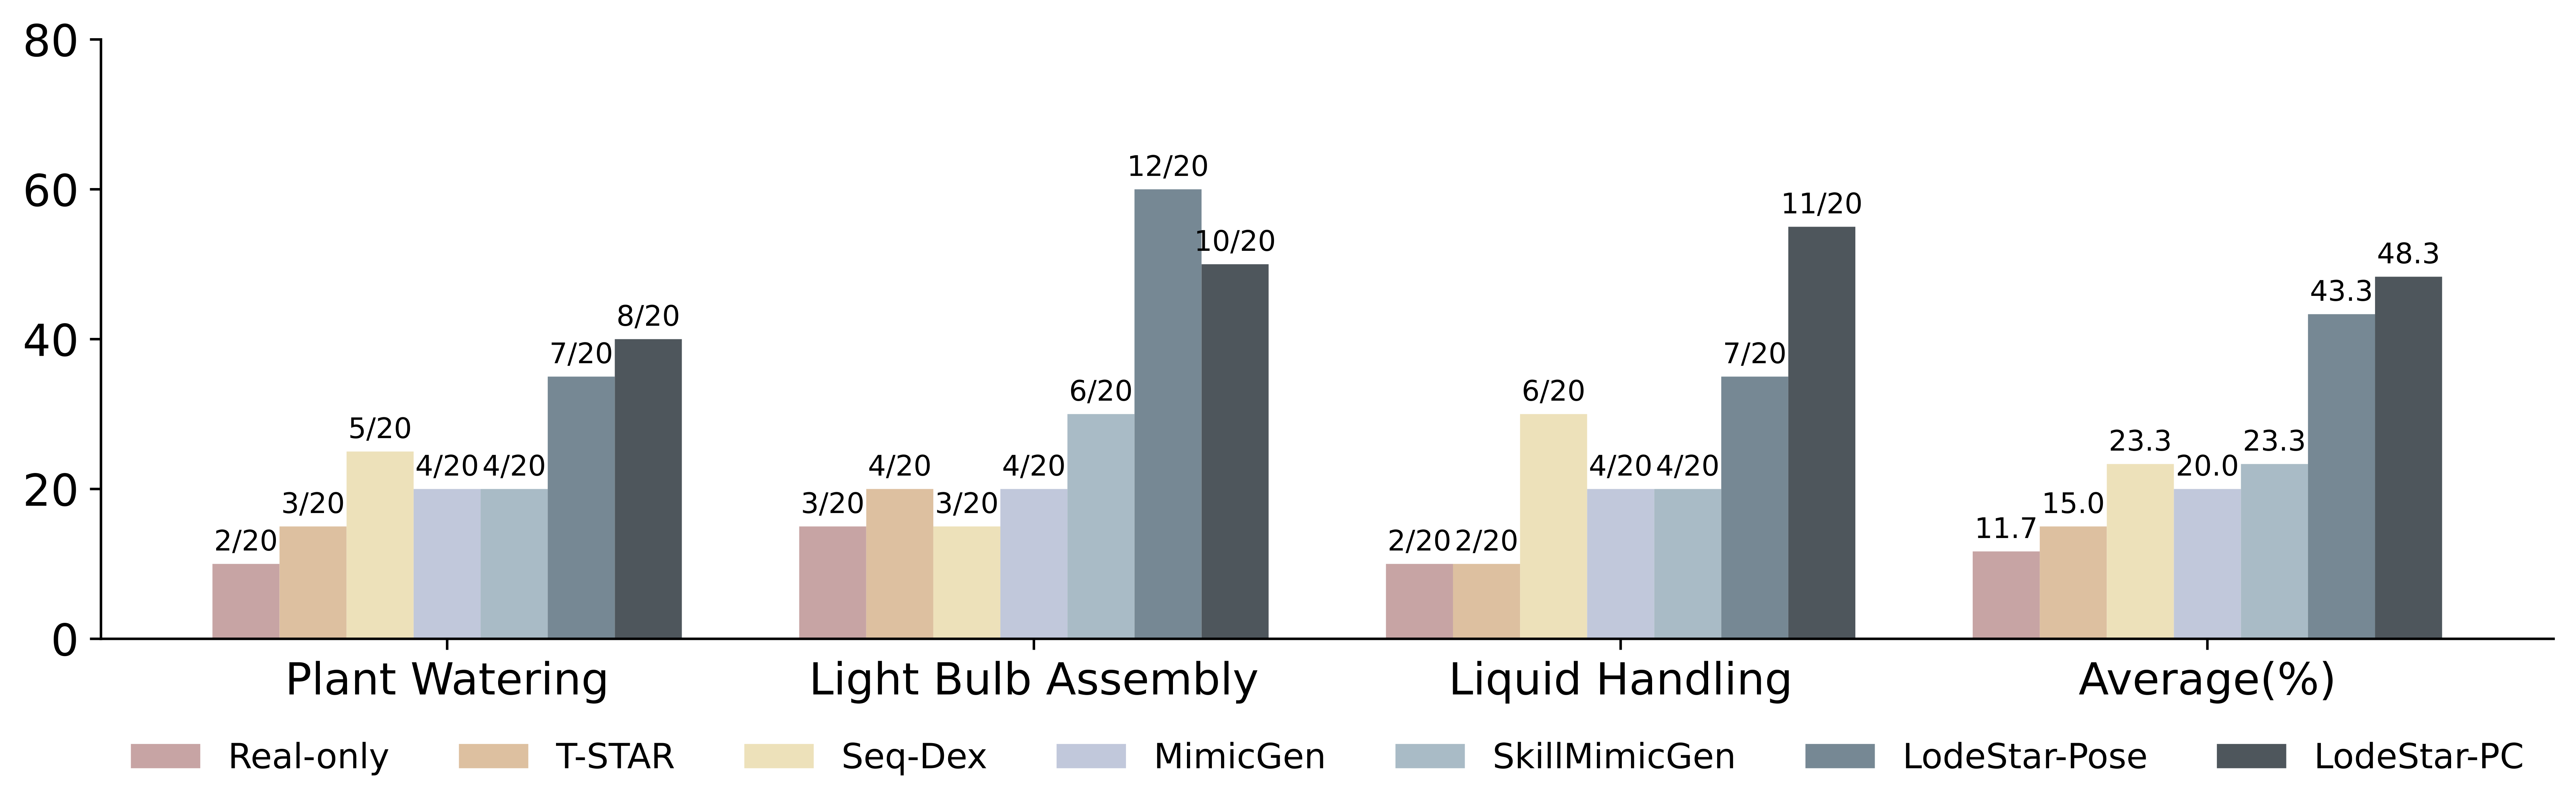 80
60
40
20
0
2/20 3/20 5/20 4/20 4/20 7/20 8/20
3/20 4/20 3/20 4/20 6/20 12/20 10/20
2/20 2/20 6/20 4/20 4/20 7/20 11/20
11.7 15.0 23.3 20.0 23.3 43.3 48.3
Plant Watering Light Bulb Assembly Liquid Handling Average(%)
Real-only T-STAR Seq-Dex MimicGen SkillMimicGen LodeStar-Pose LodeStar-PC